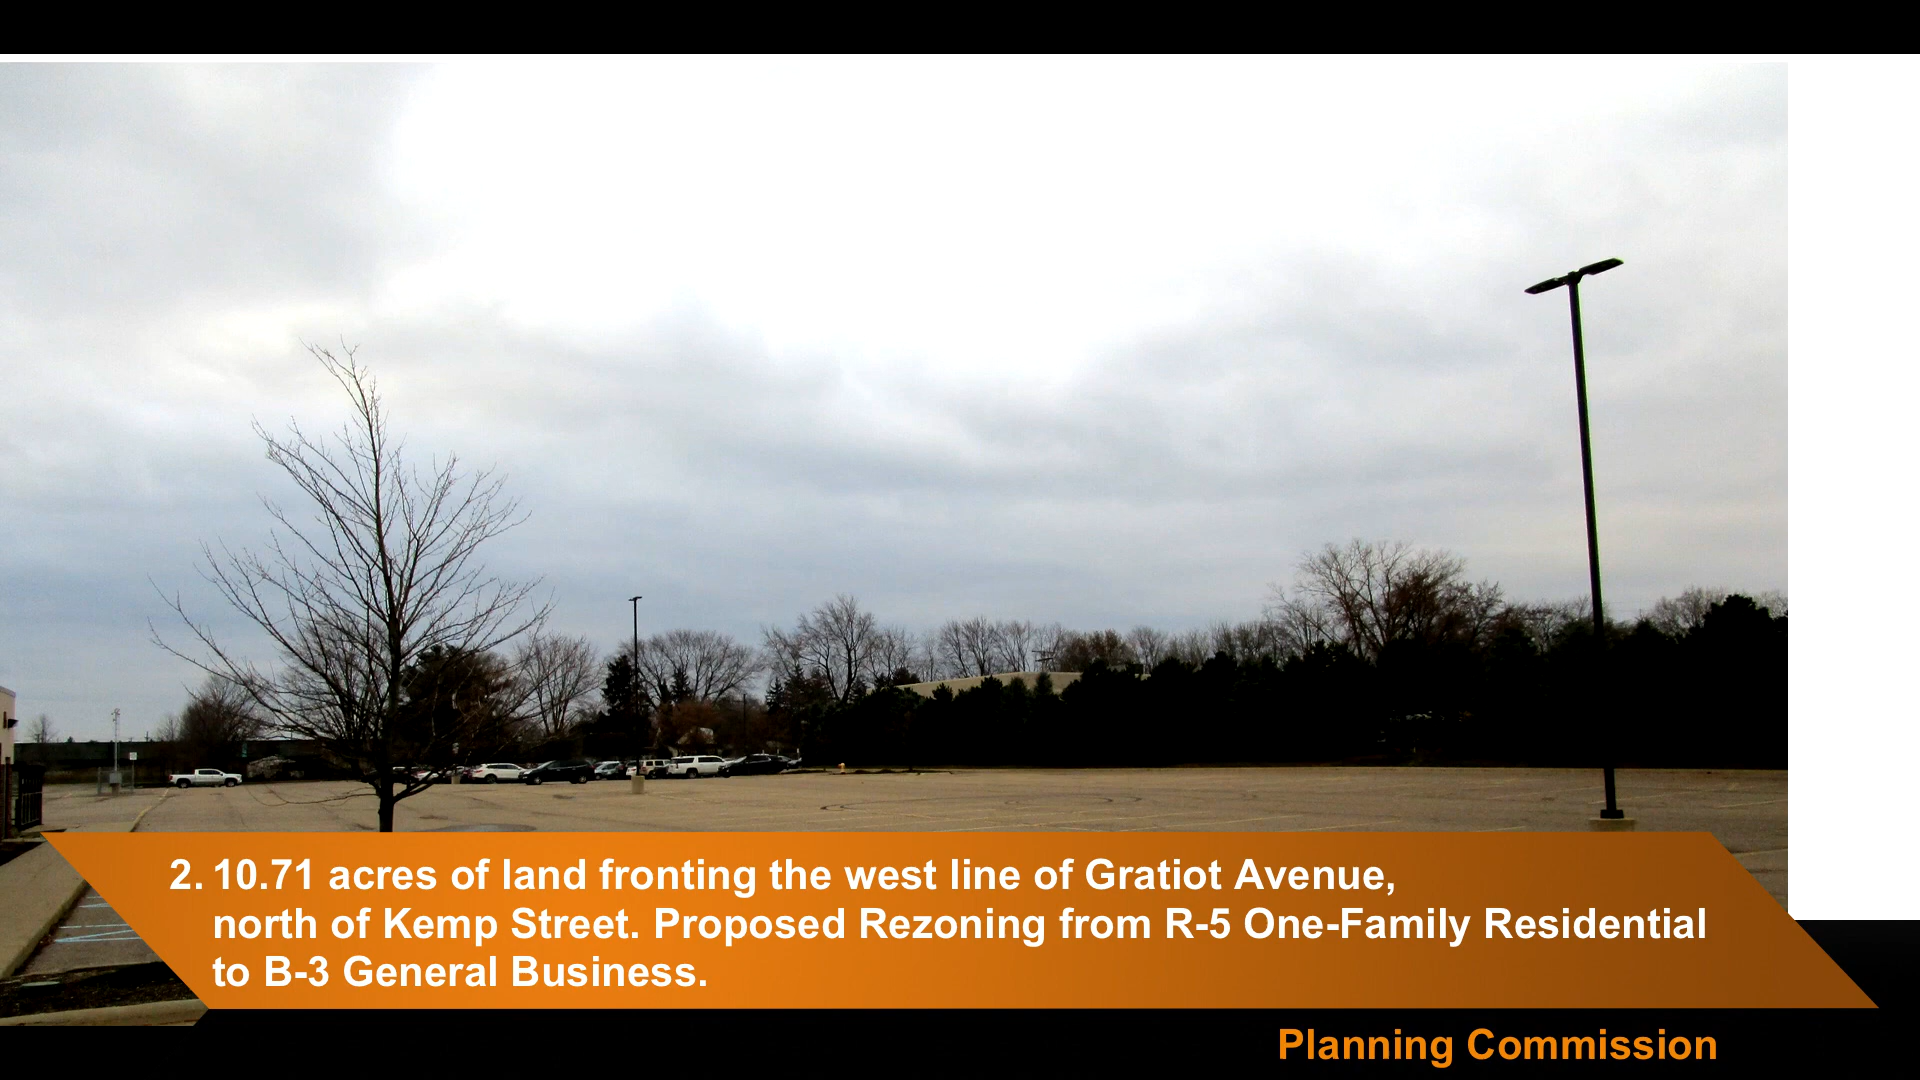 2. 10.71 acres of land fronting the west line of Gratiot Avenue,
north of Kemp Street. Proposed Rezoning from R-5 One-Family Residential
to B-3 General Business.
Planning Commission